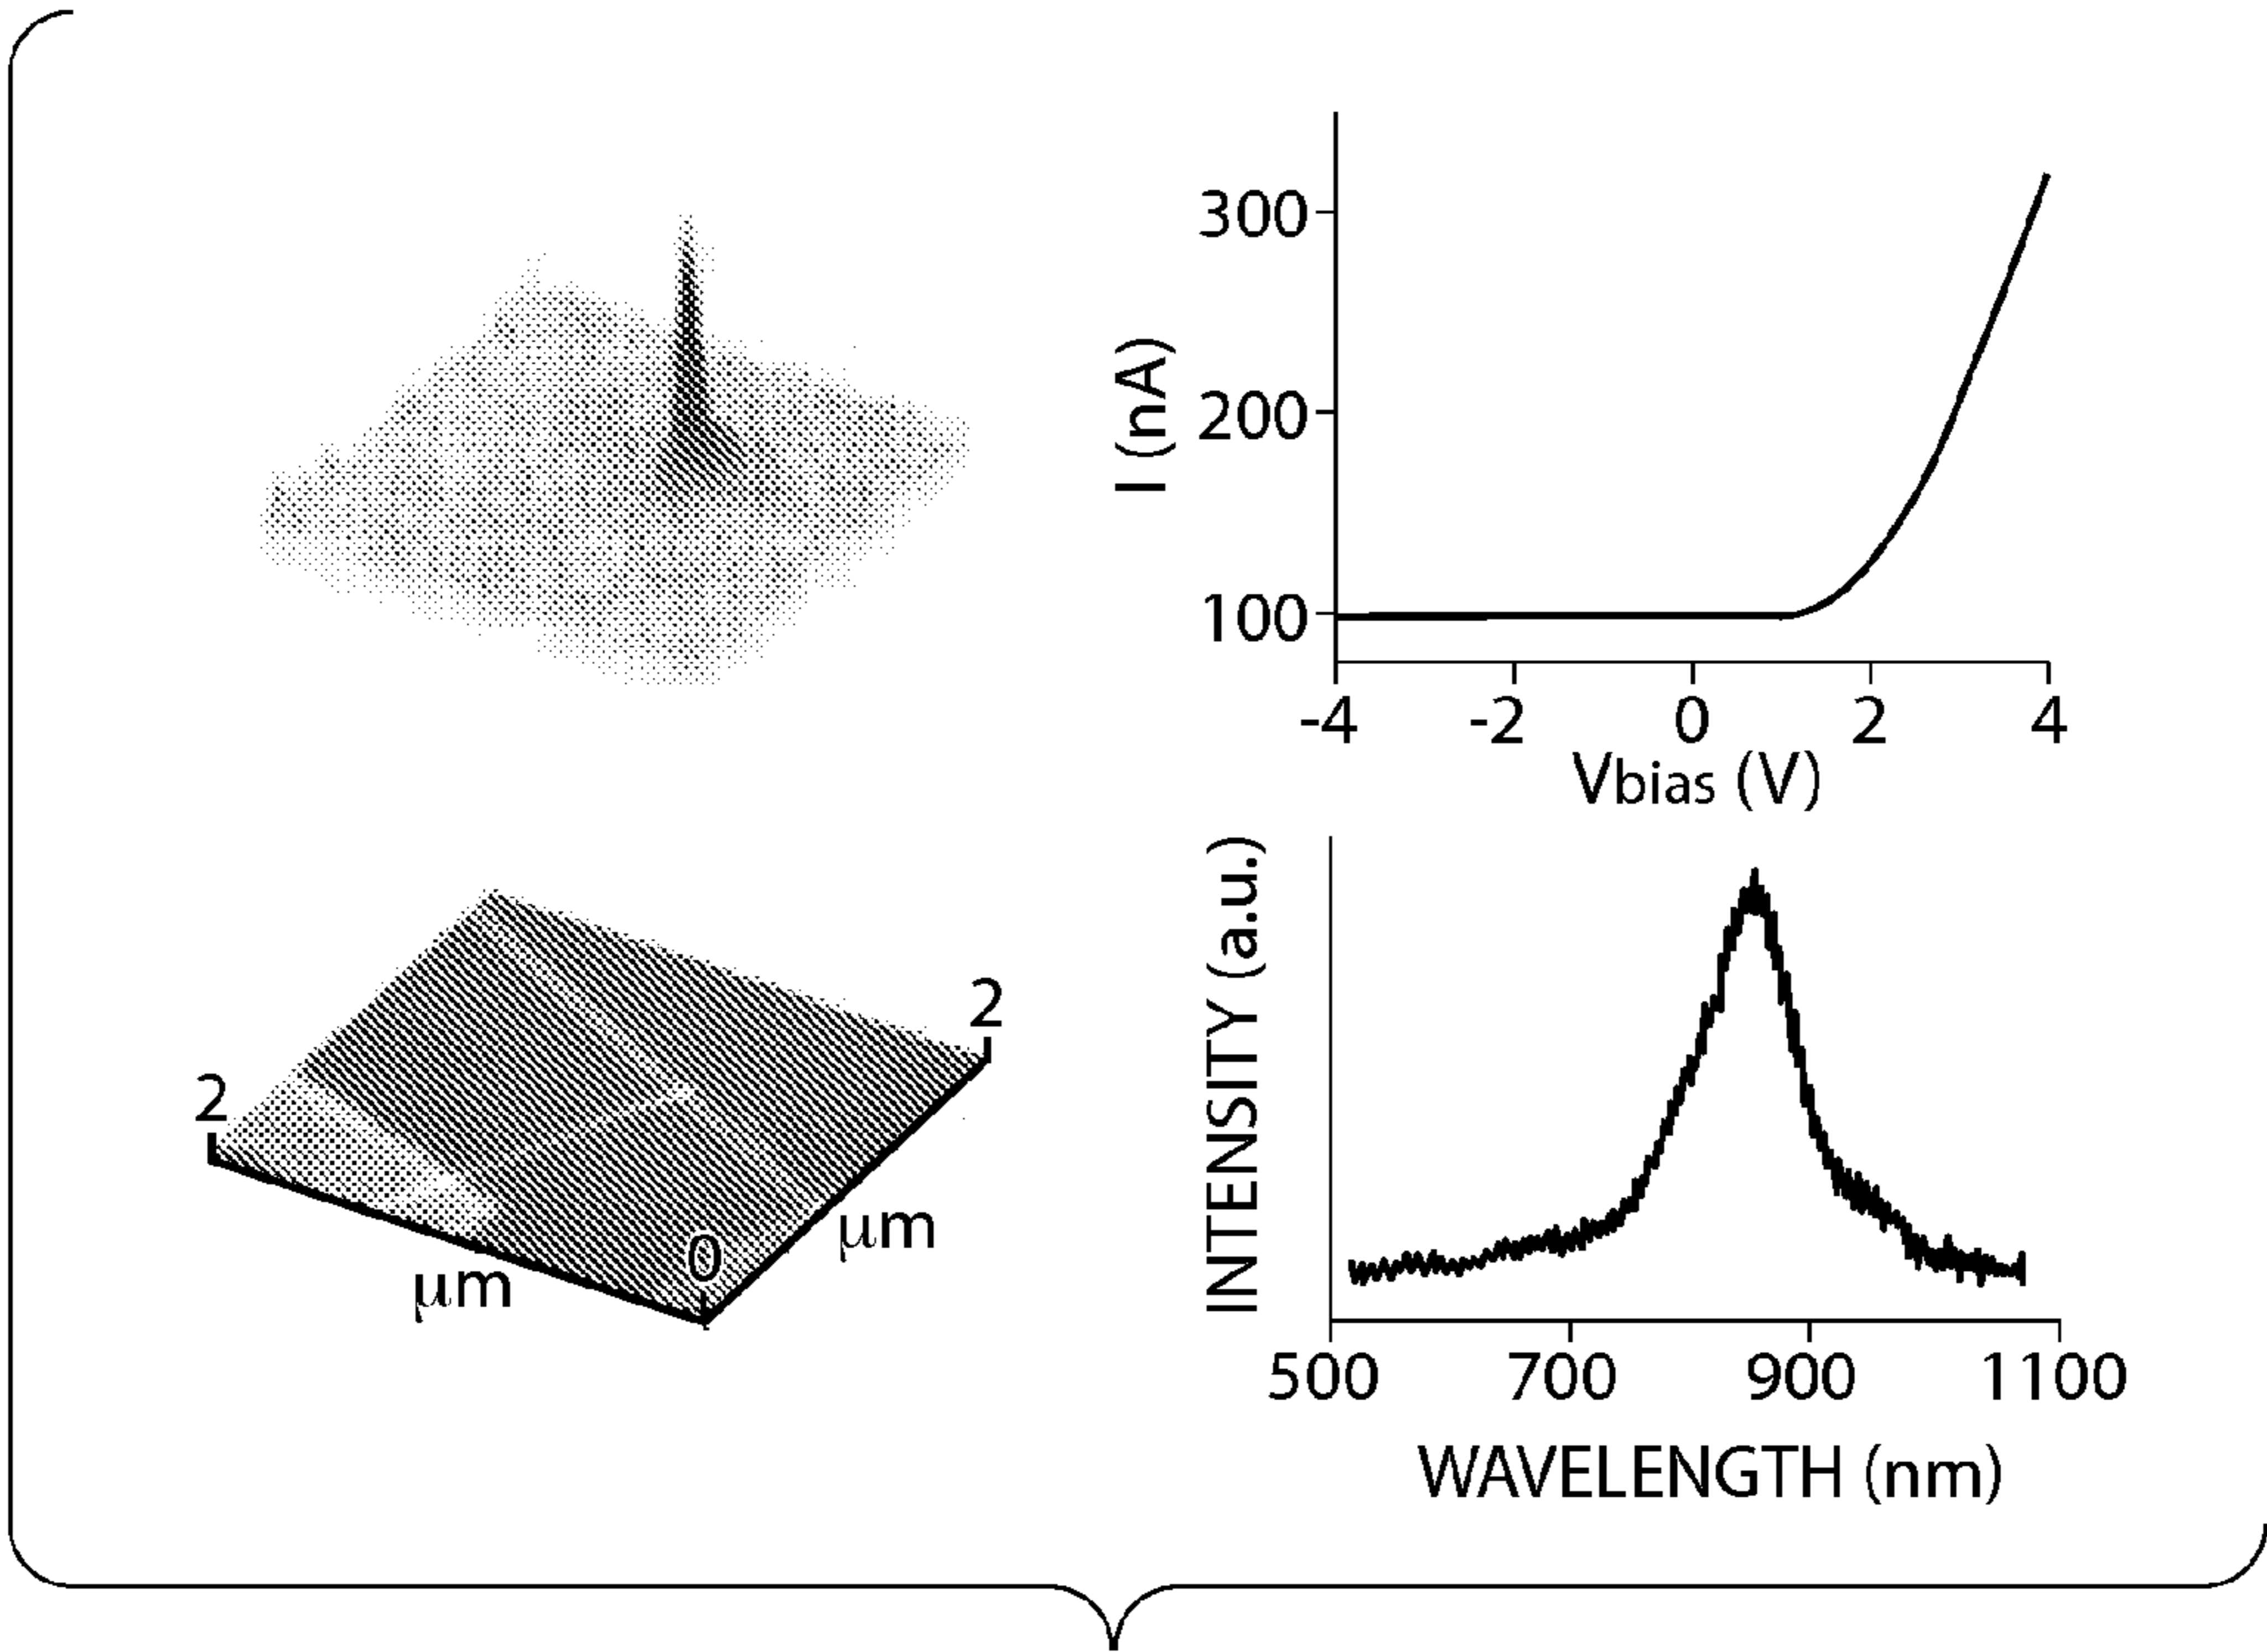 300
200
100
I (nA)
-4 -2 0 2 4
Vbias (V)
2
2
0
μm
μm
INTENSITY (a.u.)
500 700 900 1100
WAVELENGTH (nm)